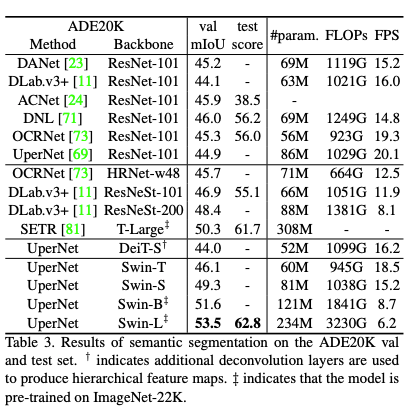 ADE20K val test #param. FLOPs FPS
Method Backbone mIoU score
DANet [23] ResNet-101 45.2 - 69M 1119G 15.2
DLab.v3+ [11] ResNet-101 44.1 - 63M 1021G 16.0
ACNet [24] ResNet-101 45.9 38.5 -
DNL [71] ResNet-101 46.0 56.2 69M 1249G 14.8
OCRNet [73] ResNet-101 45.3 56.0 56M 923G 19.3
UperNet [69] ResNet-101 44.9 - 86M 1029G 20.1
OCRNet [73] HRNet-w48 45.7 - 71M 664G 12.5
DLab.v3+ [11] ResNeSt-101 46.9 55.1 66M 1051G 11.9
DLab.v3+ [11] ResNeSt-200 48.4 - 88M 1381G 8.1
SETR [81] T-Large‡ 50.3 61.7 308M - -
UperNet DeiT-S† 44.0 - 52M 1099G 16.2
UperNet Swin-T 46.1 - 60M 945G 18.5
UperNet Swin-S 49.3 - 81M 1038G 15.2
UperNet Swin-B‡ 51.6 - 121M 1841G 8.7
UperNet Swin-L‡ 53.5 62.8 234M 3230G 6.2
Table 3. Results of semantic segmentation on the ADE20K val
and test set. † indicates additional deconvolution layers are used
to produce hierarchical feature maps. ‡ indicates that the model is
pre-trained on ImageNet-22K.